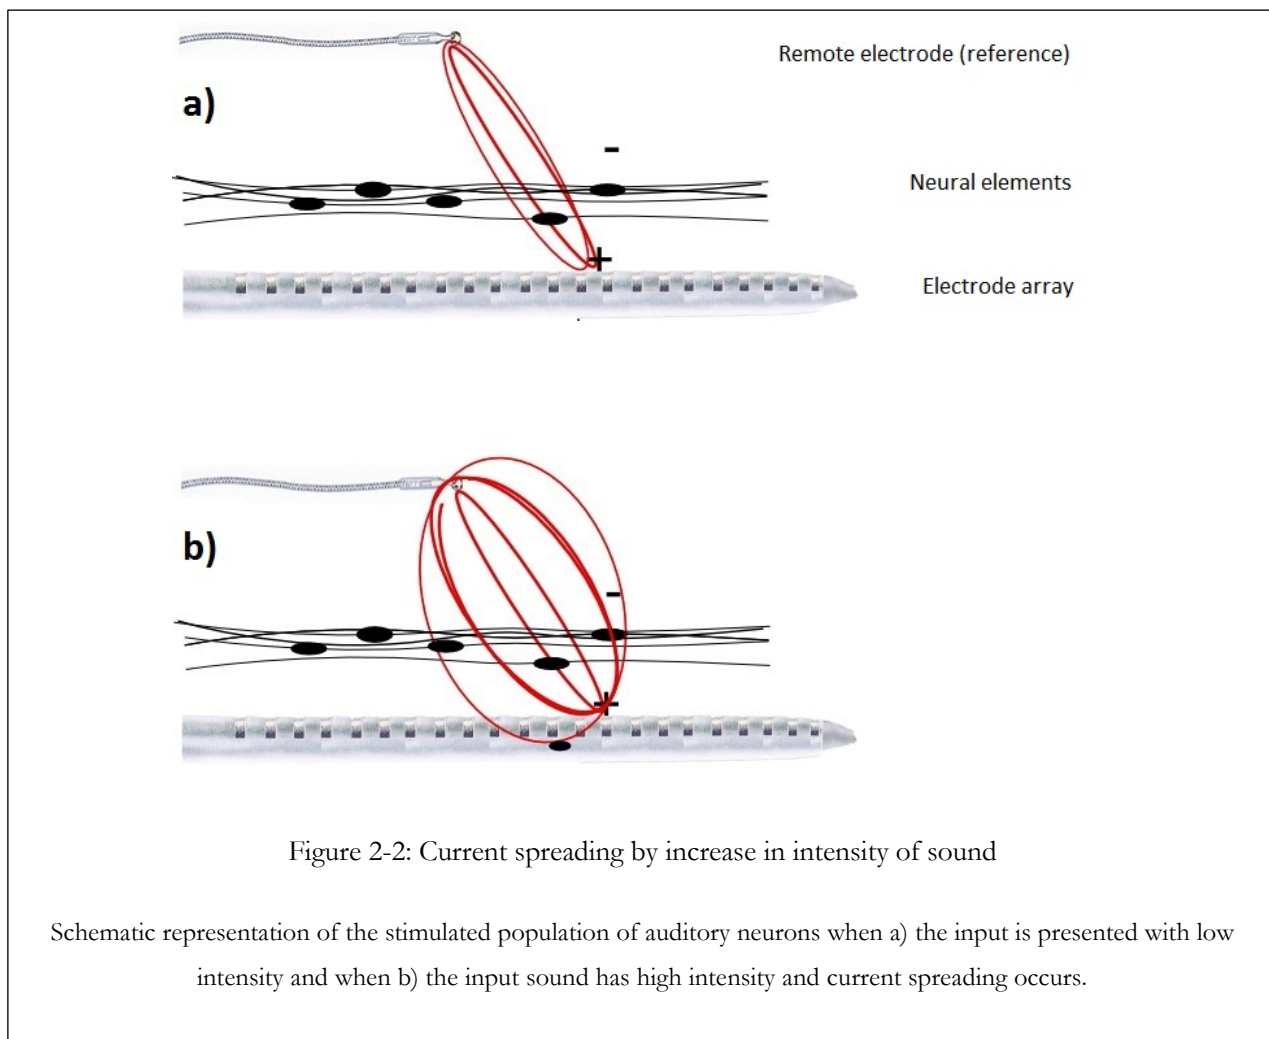 Remote electrode (reference)
a)
-
Neural elements
+
Electrode array
b)
-
+
Figure 2-2: Current spreading by increase in intensity of sound
Schematic representation of the stimulated population of auditory neurons when a) the input is presented with low
intensity and when b) the input sound has high intensity and current spreading occurs.